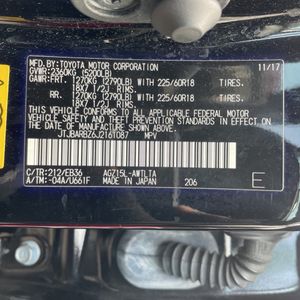 MFD.BY:TOYOTA MOTOR CORPORATION 11/17
GVWR:2360KG (5200LB)
GAWR:FRT. 1270KG (2790LB) WITH 225/60R18 TIRES.
18X7 1/2J RIMS.
RR. 1270KG (2790LB) WITH 225/60R18 TIRES,
18X7 1/2J RIMS.
THIS VEHICLE CONFORMS TO ALL APPLICABLE FEDERAL MOTOR
VEHICLE SAFETY STANDARDS IN EFFECT ON THE DATE OF
MANUFACTURE SHOWN ABOVE.
JTJBARBZ6J2161087 MPV
C/TR:212/EB36 AGZ15L-AWTLTA
A/TM:-04A/U661F MADE IN JAPAN 206 E